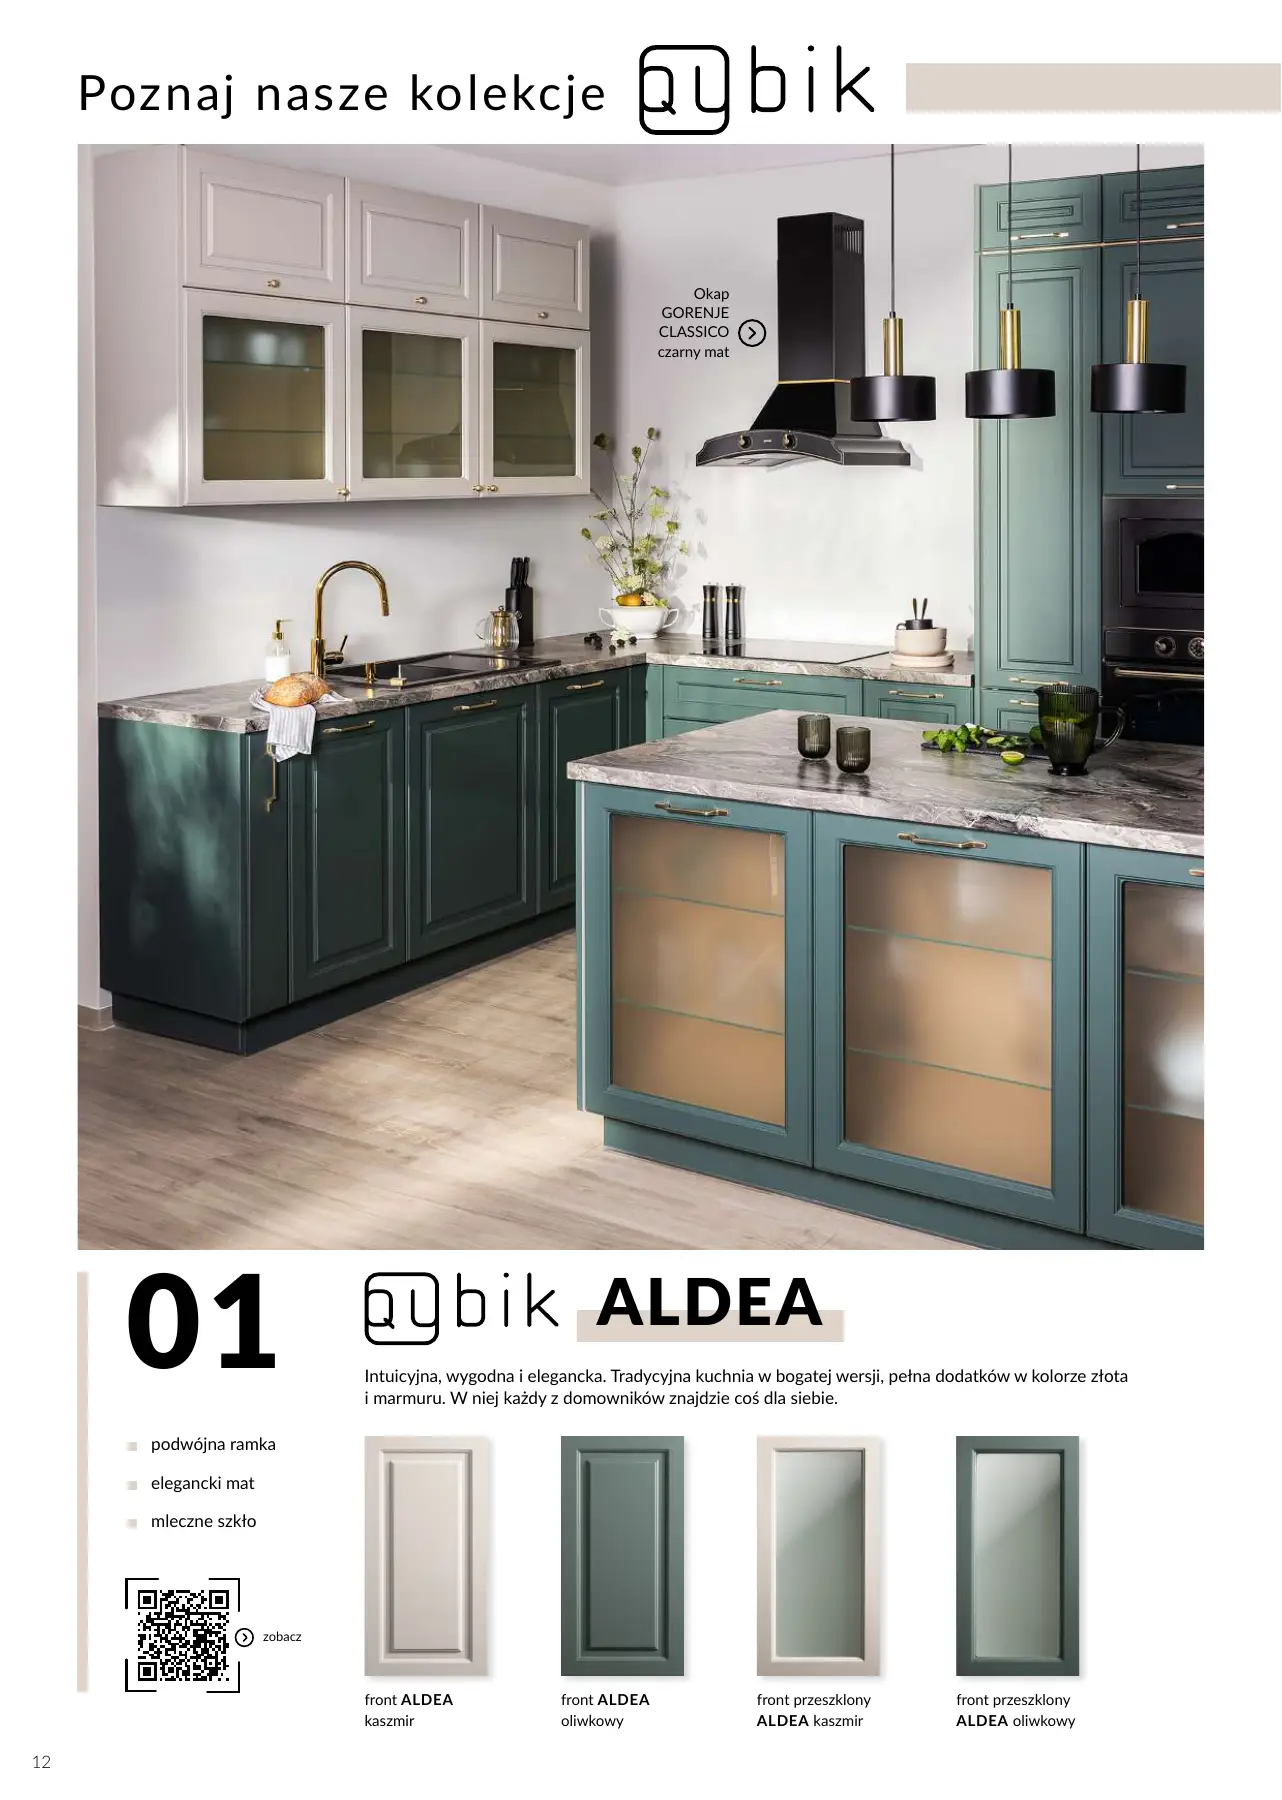 Poznaj nasze kolekcje Qubik
Okap
GORENJE
CLASSICO
czarny mat
01
Qubik ALDEA
Intuicyjna, wygodna i elegancka. Tradycyjna kuchnia w bogatej wersji, pełna dodatków w kolorze złota
i marmuru. W niej każdy z domowników znajdzie coś dla siebie.
podwójna ramka
elegancki mat
mleczne szkło
zobacz
front ALDEA
kaszmir
front ALDEA
oliwkowy
front przeszklony
ALDEA kaszmir
front przeszklony
ALDEA oliwkowy
12